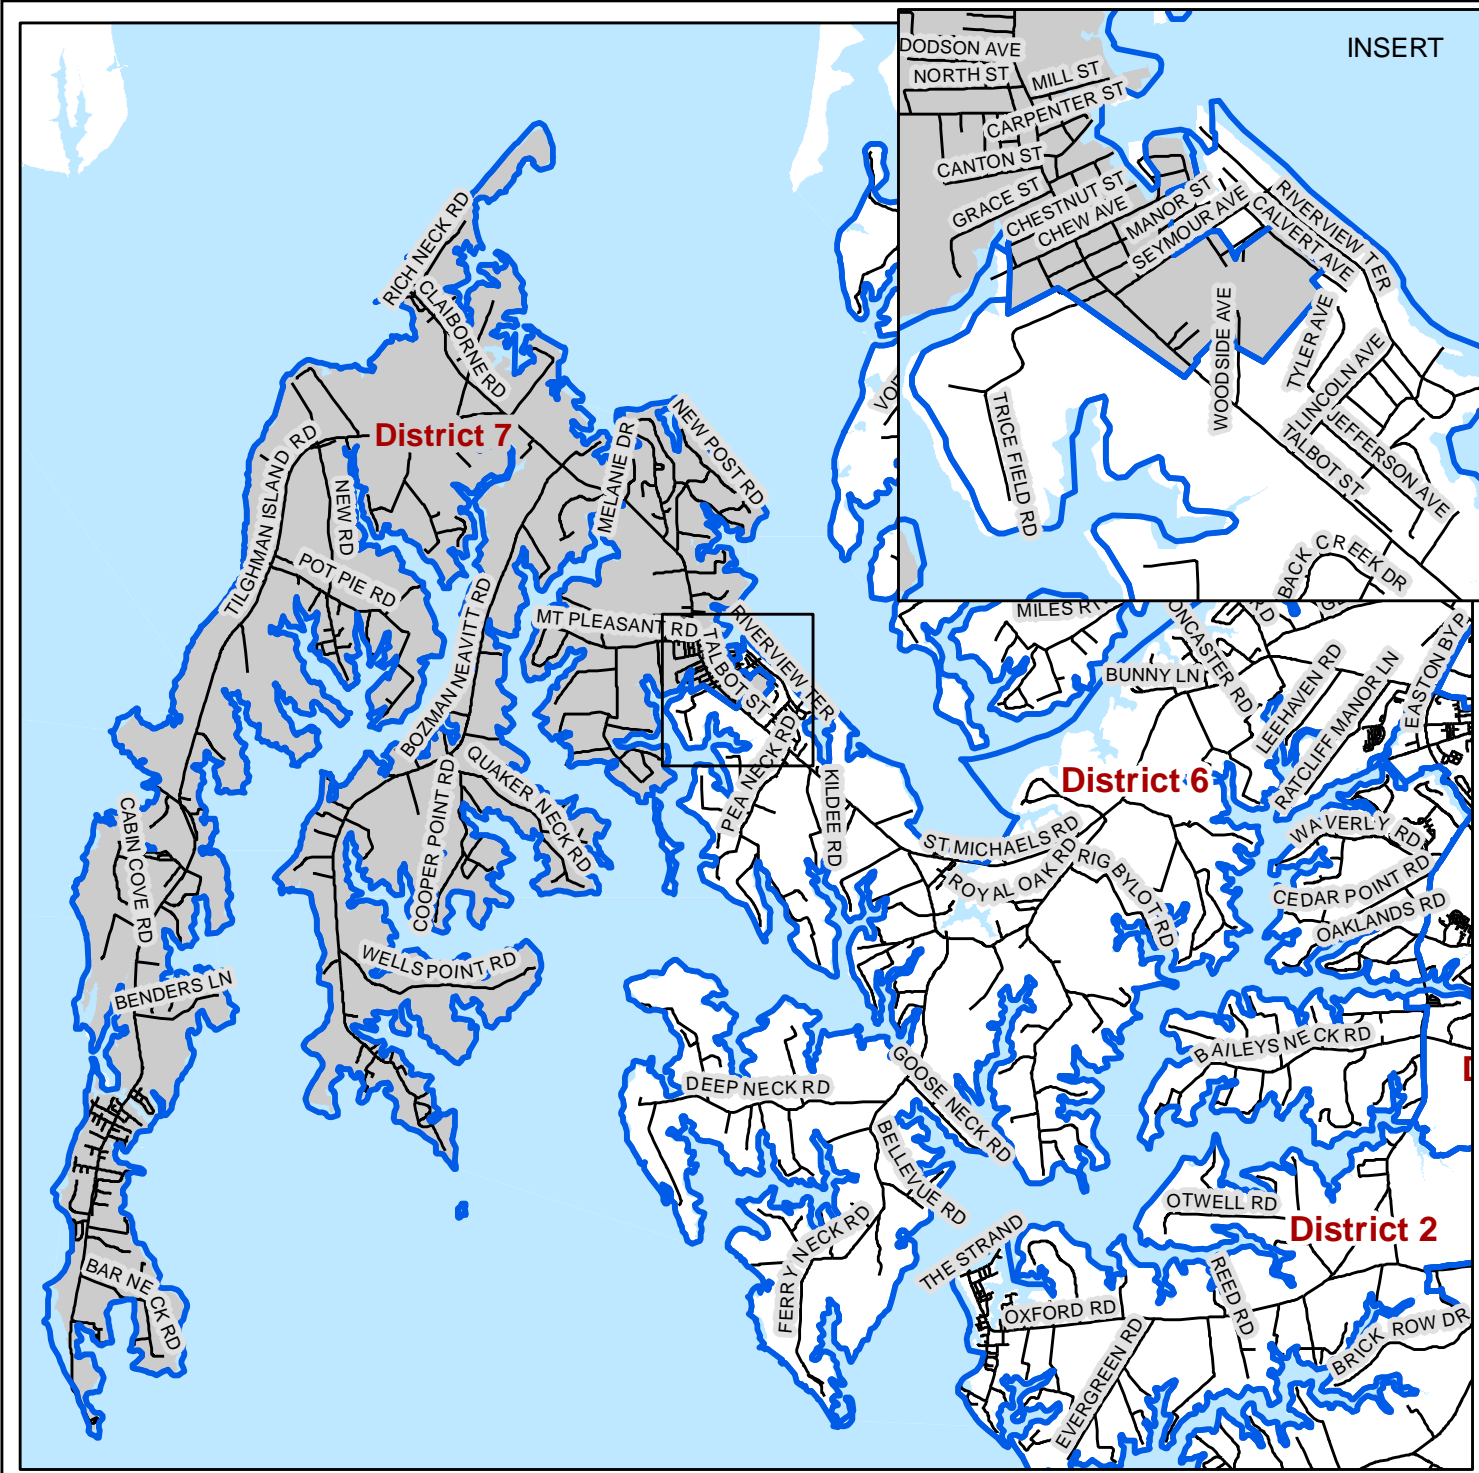 INSERT
DODSON AVE
NORTH ST
MILL ST
CARPENTER ST
CANTON ST
GRACE ST
CHESTNUT ST
CHEW AVE
MANOR ST
SEYMOUR AVE
RIVERVIEW TER
CALVERT AVE
WOODSIDE AVE
TYLER AVE
LINCOLN AVE
JEFFERSON AVE
TALBOT ST
TRICE FIELD RD
BACK CREEK DR
RICH NECK RD
CLAIBORNE RD
District 7
TILGHMAN ISLAND RD
NEW RD
MELANIE DR
NEW POST RD
POT PIE RD
BOZMAN NEAVITT RD
MT PLEASANT RD
TALBOT ST
RIVERVIEW TER
MILES R
ONCASTER RD
RD
BUNNY LN
LEEHAVEN RD
RATCLIFF MANOR LN
EASTON BYP
QUAKER NECK RD
COOPER POINT RD
PEA NECK RD
KILDEE RD
District 6
CABIN COVE RD
ST MICHAELS RD
ROYAL OAK RD
RIGBYLOT RD
WAVERLY RD
CEDAR POINT RD
OAKLANDS RD
WELLS POINT RD
BENDERS LN
BAILEYS NECK RD
DEEP NECK RD
GOOSE NECK RD
BELLEVUE RD
OTWELL RD
District 2
FERRY NECK RD
THE STRAND
OXFORD RD
REED RD
BAR NECK RD
EVERGREEN RD
BRICK ROW DR